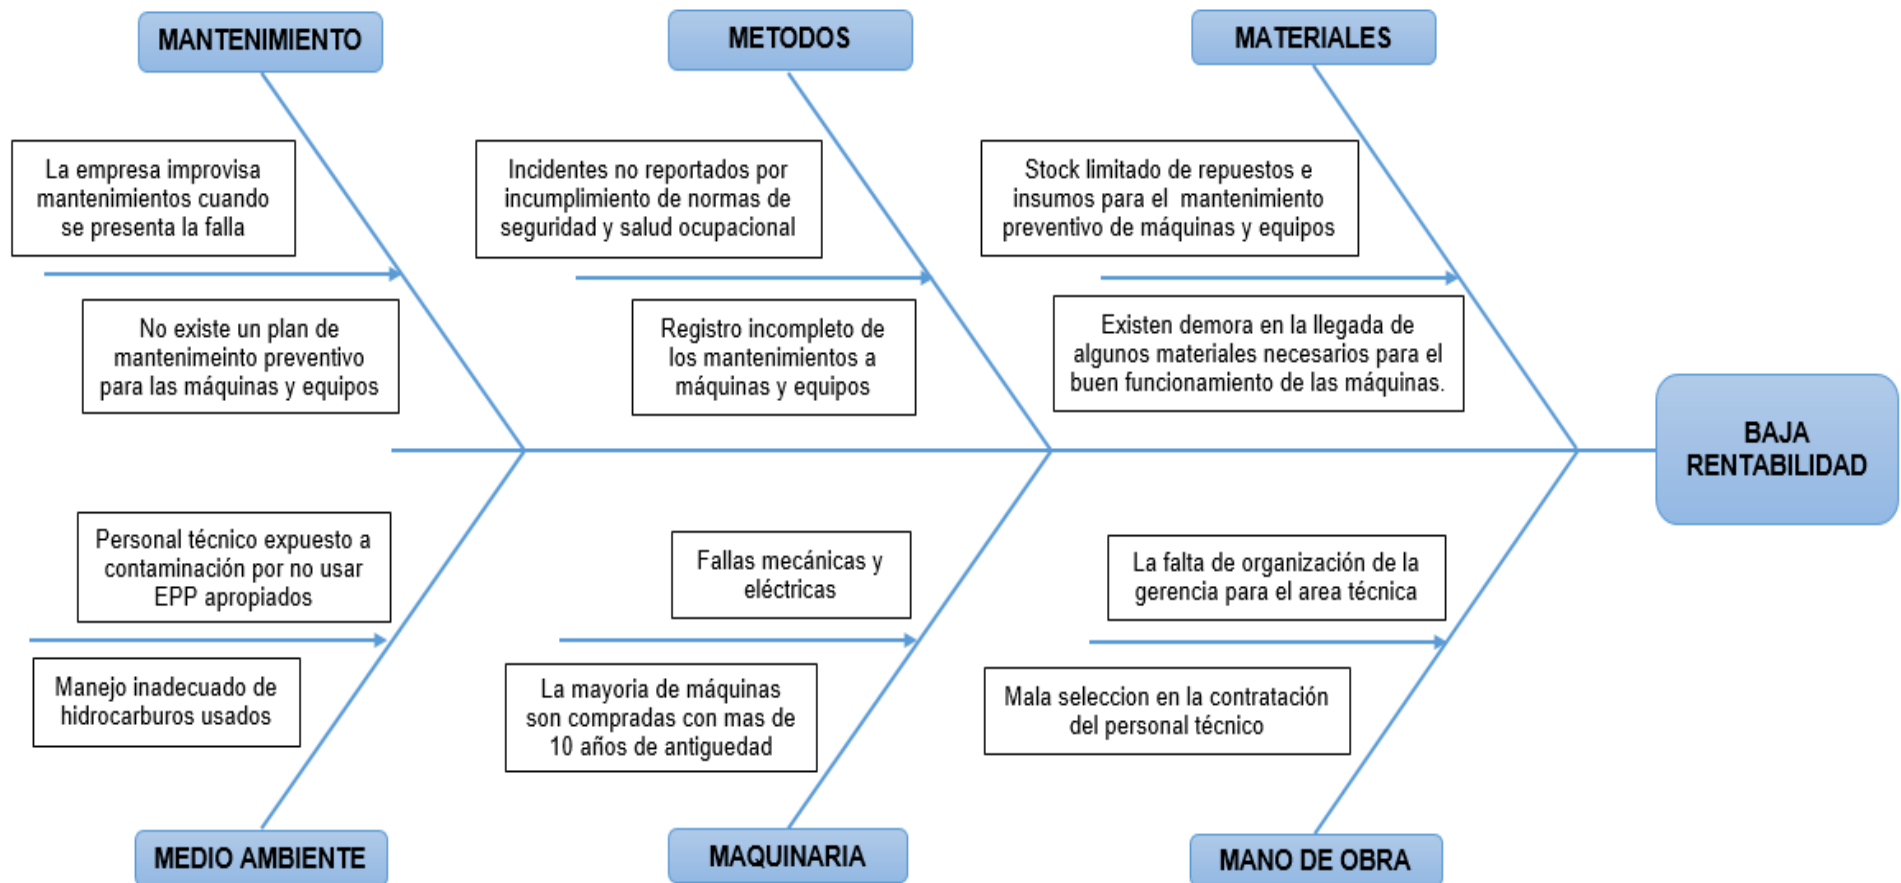 MANTENIMIENTO
METODOS
MATERIALES
La empresa improvisa
mantenimientos cuando
se presenta la falla
Incidentes no reportados por
incumplimiento de normas de
seguridad y salud ocupacional
Stock limitado de repuestos e
insumos para el mantenimiento
preventivo de máquinas y equipos
No existe un plan de
mantenimeinto preventivo
para las máquinas y equipos
Registro incompleto de
los mantenimientos a
máquinas y equipos
Existen demora en la llegada de
algunos materiales necesarios para el
buen funcionamiento de las máquinas.
BAJA
RENTABILIDAD
Personal técnico expuesto a
contaminación por no usar
EPP apropiados
Fallas mecánicas y
eléctricas
La falta de organización de la
gerencia para el area técnica
Manejo inadecuado de
hidrocarburos usados
La mayoria de máquinas
son compradas con mas de
10 años de antiguedad
Mala seleccion en la contratación
del personal técnico
MEDIO AMBIENTE
MAQUINARIA
MANO DE OBRA